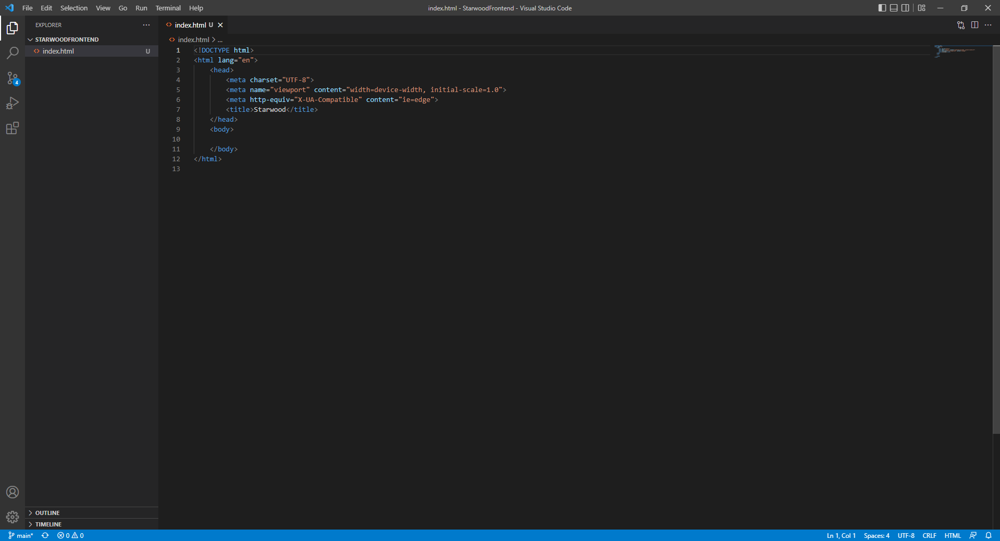 File Edit Selection View Go Run Terminal Help
index.html - StarwoodFrontend - Visual Studio Code
EXPLORER
STARWOODFRONTEND
index.html U
OUTLINE
TIMELINE
index.html U
index.html > ...
1 <!DOCTYPE html>
2 <html lang="en">
3 <head>
4 <meta charset="UTF-8">
5 <meta name="viewport" content="width=device-width, initial-scale=1.0">
6 <meta http-equiv="X-UA-Compatible" content="ie=edge">
7 <title>Starwood</title>
8 </head>
9 <body>
10
11 </body>
12 </html>
13
4
main* 0 0 Ln 1, Col 1 Spaces: 4 UTF-8 CRLF HTML